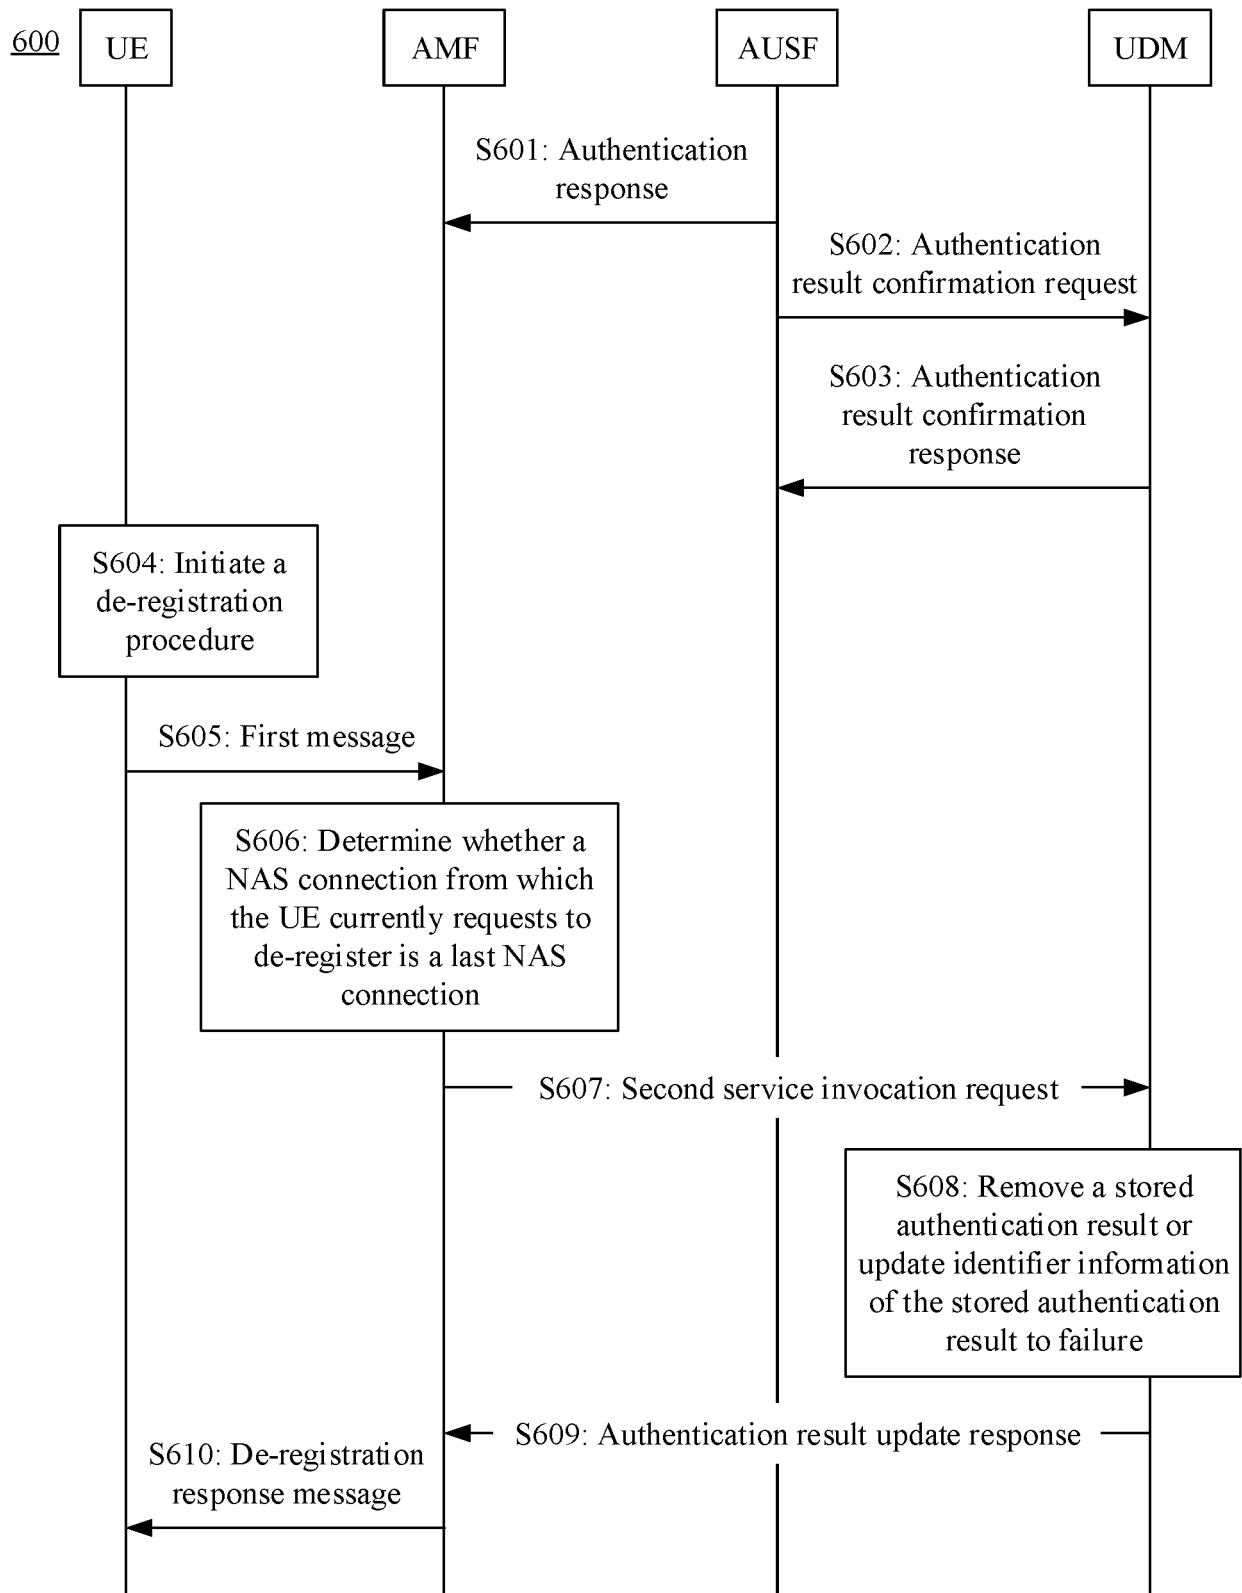 600
UE
AMF
AUSF
UDM
S601: Authentication
response
S602: Authentication
result confirmation request
S603: Authentication
result confirmation
response
S604: Initiate a
de-registration
procedure
S605: First message
S606: Determine whether a
NAS connection from which
the UE currently requests to
de-register is a last NAS
connection
S607: Second service invocation request
S608: Remove a stored
authentication result or
update identifier information
of the stored authentication
result to failure
S609: Authentication result update response
S610: De-registration
response message